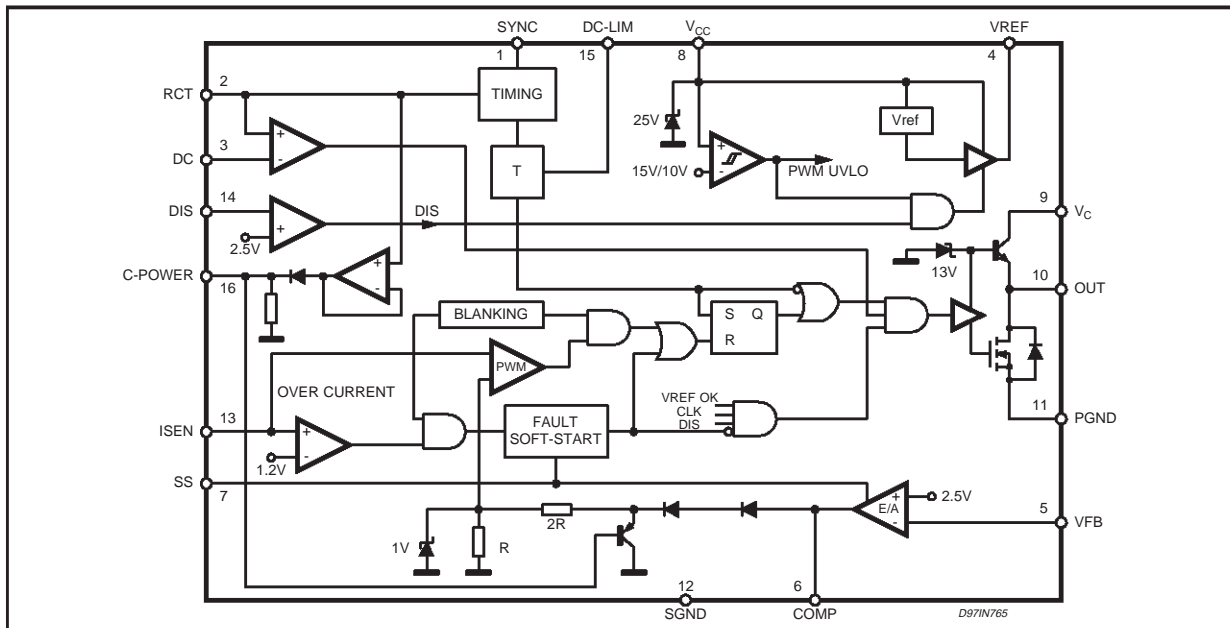 SYNC DC-LIM VCC VREF
1 15 8 4
2
RCT
TIMING
25V
Vref
3
DC
+
-
T
15V/10V
+
-
PWM UVLO
14
DIS
2.5V
+
DIS
9
VC
13V
C-POWER
16
+
-
10
OUT
BLANKING
S Q
R
PWM
OVER CURRENT
VREF OK
CLK
DIS
11
PGND
13
ISEN
+
-
1.2V
FAULT
SOFT-START
SS
7
E/A
+
-
2.5V
5
VFB
2R
1V
R
12
SGND
6
COMP
D97IN765